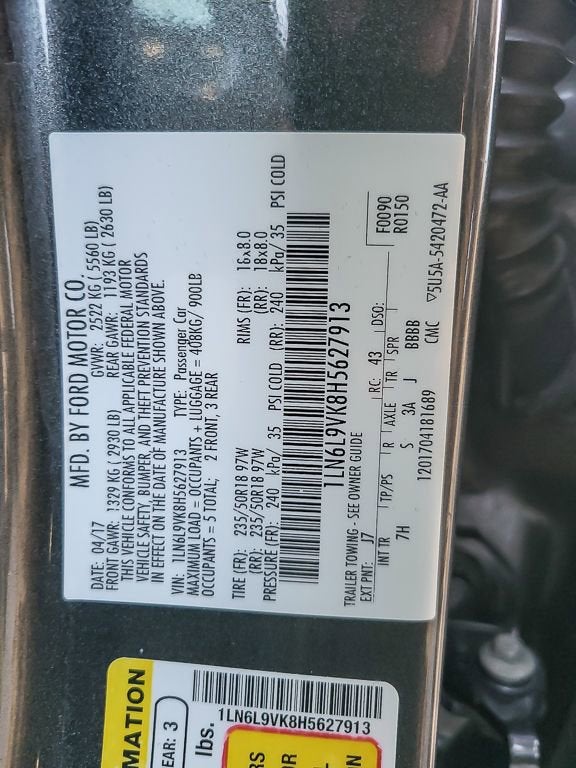 MFD. BY FORD MOTOR CO.
DATE: 04/17 GVWR: 2522 KG ( 5560 LB)
FRONT GAWR: 1329 KG ( 2930 LB) REAR GAWR: 1193 KG ( 2630 LB)
THIS VEHICLE CONFORMS TO ALL APPLICABLE FEDERAL MOTOR
VEHICLE SAFETY, BUMPER, AND THEFT PREVENTION STANDARDS
IN EFFECT ON THE DATE OF MANUFACTURE SHOWN ABOVE.
VIN: 1LN6L9VK8H5627913 TYPE: Passenger Car
MAXIMUM LOAD = OCCUPANTS + LUGGAGE = 408KG/ 900LB
OCCUPANTS = 5 TOTAL; 2 FRONT, 3 REAR
TIRE (FR): 235/50R18 97W RIMS (FR): 18x8.0
(RR): 235/50R18 97W (RR): 18x8.0
PRESSURE (FR): 240 kPa/ 35 PSI COLD (RR): 240 kPa/ 35 PSI COLD
1LN6L9VK8H5627913
TRAILER TOWING - SEE OWNER GUIDE
EXT PNT: J7 RC: 43 DSO: F0090
R0150
INT TR TP/PS R AXLE TR SPR
7H S 3A J BBBB
CMC
1201704181689 ▽5U5A-5420472-AA
MATION
EAR: 3
lbs.
1LN6L9VK8H5627913
RS
OR
ON